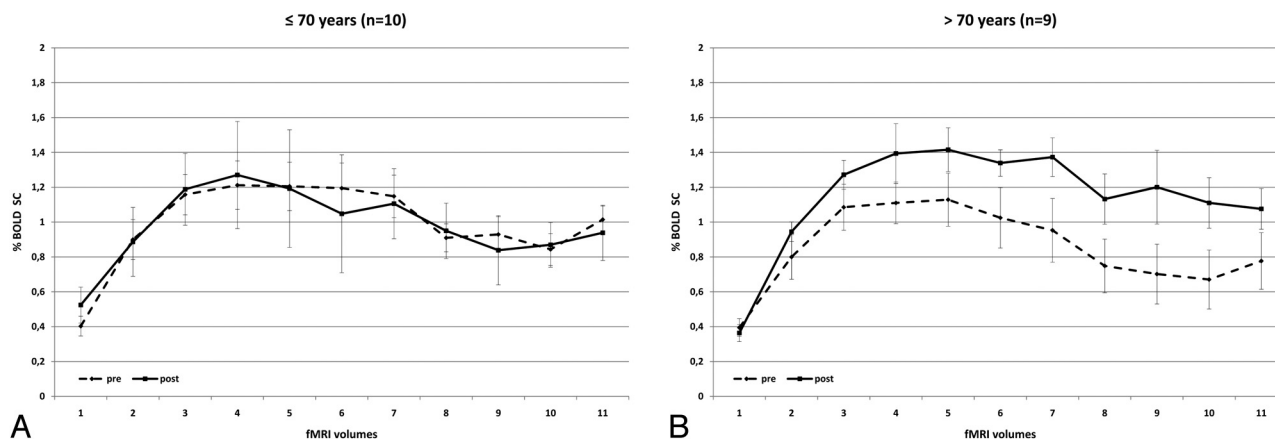 ≤ 70 years (n=10)
2
1,8
1,6
1,4
1,2
1
0,8
0,6
0,4
0,2
0
% BOLD SC
pre post
1 2 3 4 5 6 7 8 9 10 11
fMRI volumes
A
> 70 years (n=9)
2
1,8
1,6
1,4
1,2
1
0,8
0,6
0,4
0,2
0
% BOLD SC
pre post
1 2 3 4 5 6 7 8 9 10 11
fMRI volumes
B